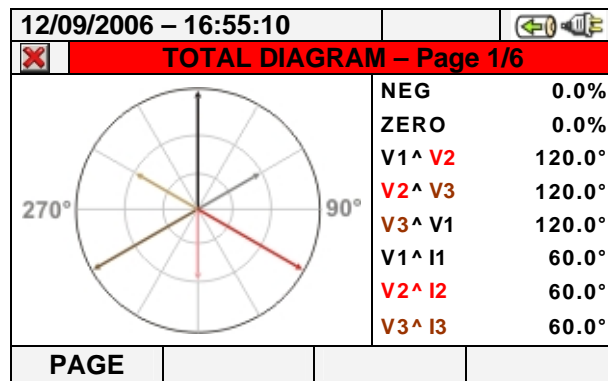 12/09/2006 – 16:55:10
TOTAL DIAGRAM – Page 1/6
270°
90°
NEG 0.0%
ZERO 0.0%
V1^ V2 120.0°
V2^ V3 120.0°
V3^ V1 120.0°
V1^ I1 60.0°
V2^ I2 60.0°
V3^ I3 60.0°
PAGE